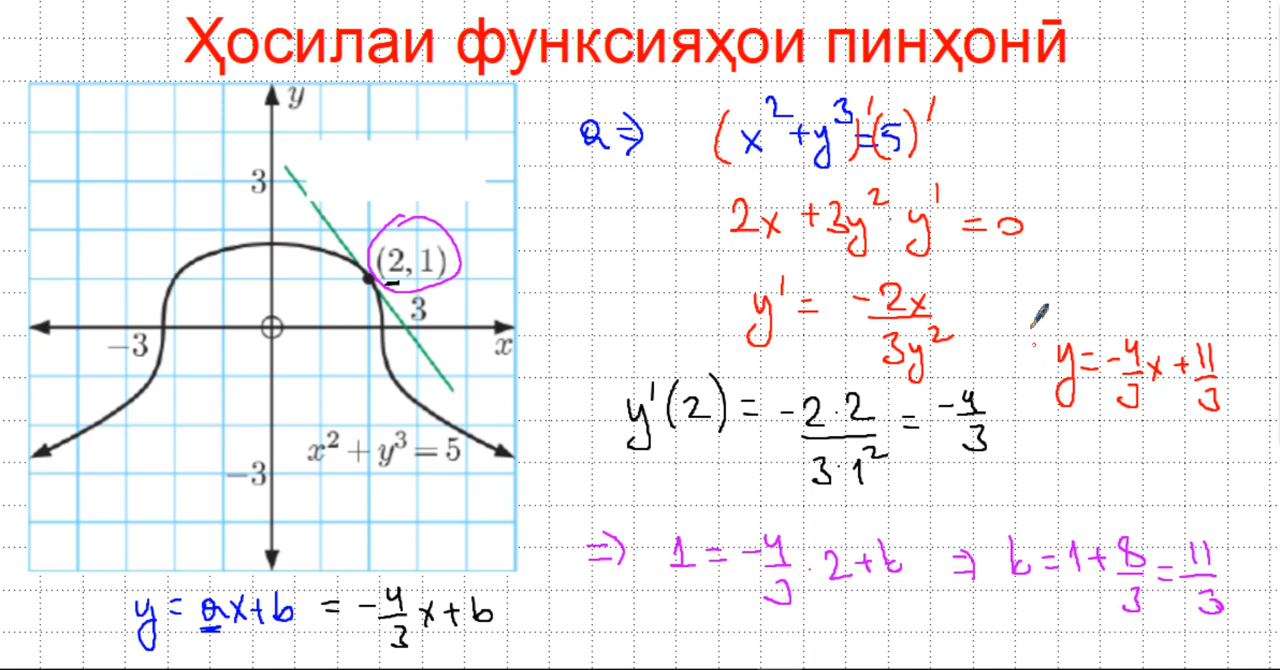 Ҳосилаи функсияҳои пинҳонӣ
y
3
(2, 1)
3
-3
x
x² + y³ = 5
-3
y = ax + b = -4/3 x + b
a ⇒ (x² + y³)' = (5)'
2x + 3y² · y' = 0
y' = -2x/3y²
y'(2) = -2·2/3·1² = -4/3
y = -4/3 x + 11/3
⇒ 1 = -4/3 · 2 + b ⇒ b = 1 + 8/3 = 11/3